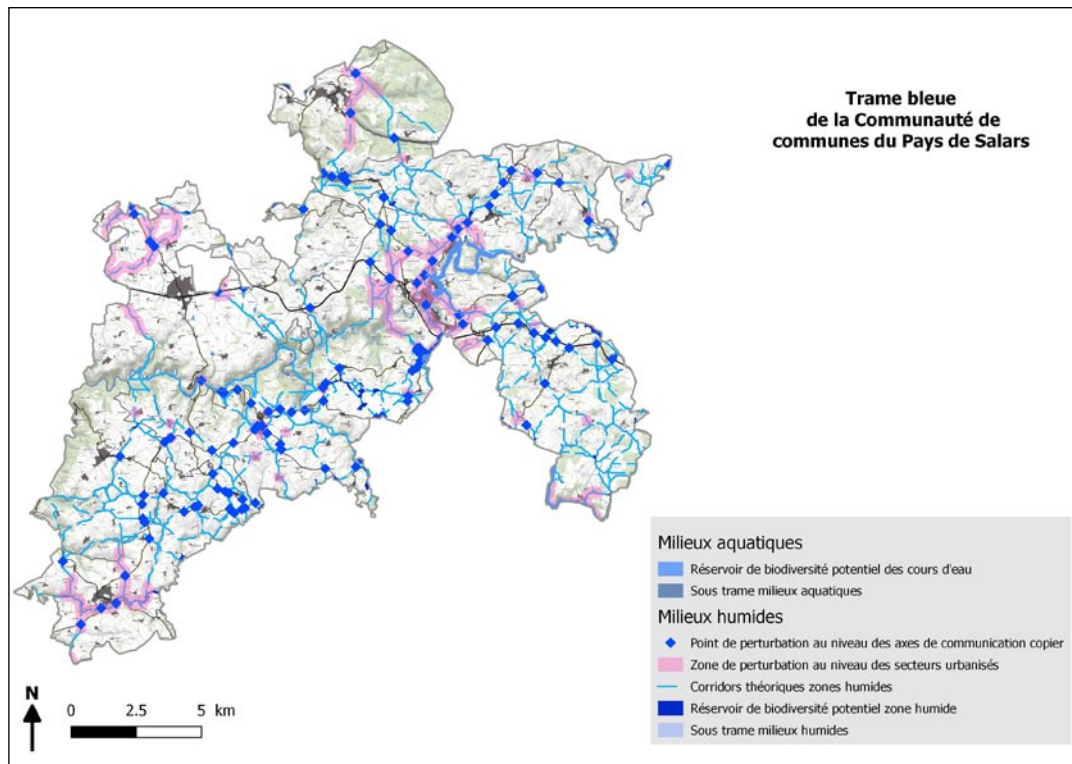 Trame bleue
de la Communauté de
communes du Pays de Salars
Milieux aquatiques
Réservoir de biodiversité potentiel des cours d'eau
Sous trame milieux aquatiques
Milieux humides
Point de perturbation au niveau des axes de communication copier
Zone de perturbation au niveau des secteurs urbanisés
Corridors théoriques zones humides
Réservoir de biodiversité potentiel zone humide
Sous trame milieux humides
N
0 2.5 5 km